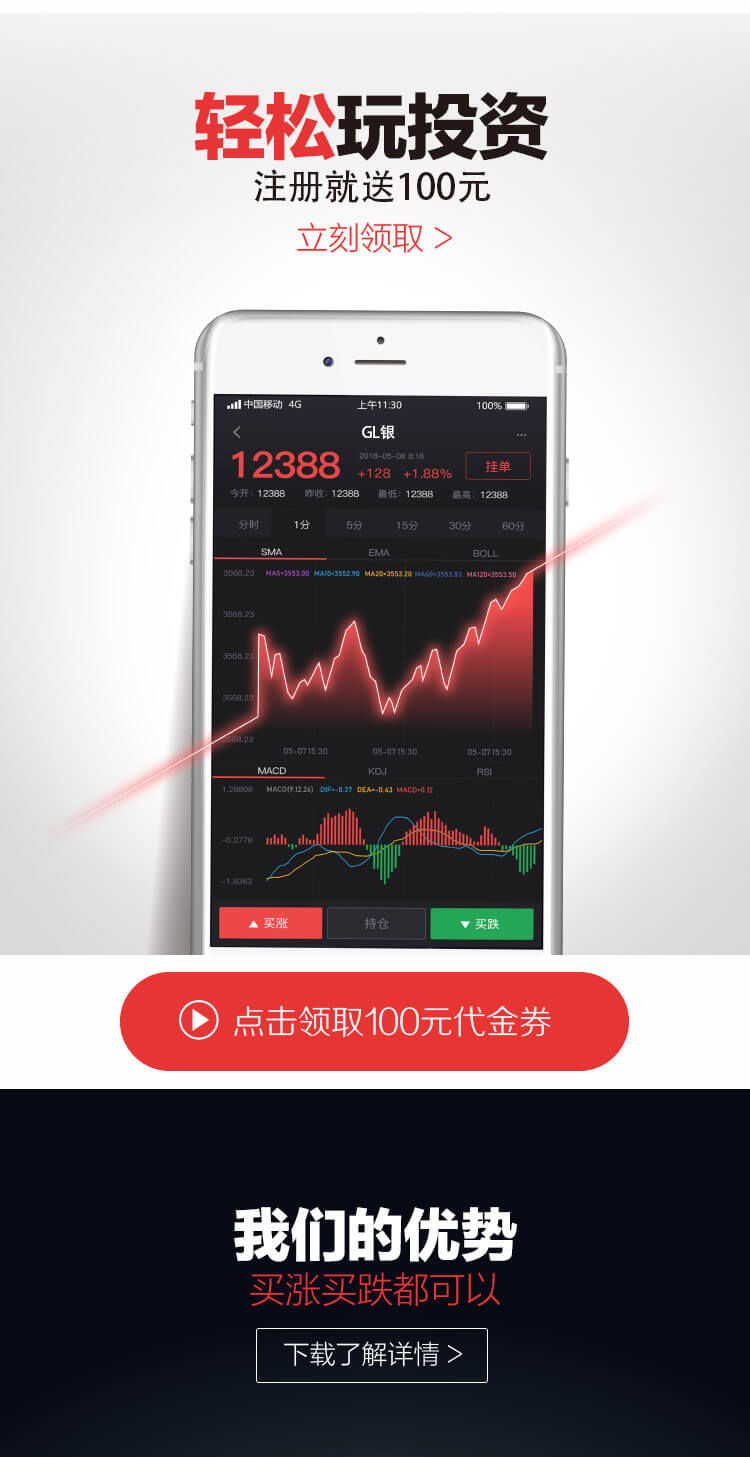 轻松玩投资
注册就送100元
立刻领取 >
中国移动 4G 上午11:30 100%
< GL银 ...
12388 2018-05-08 8:18
+128 +1.88% 挂单
今开：12388 昨收：12388 最低：12388 最高：12388
分时 1分 5分 15分 30分 60分
SMA EMA BOLL
3568.23 MA5=3553.00 MA10=3552.90 MA20=3553.20 MA60=3553.83 MA120=3553.50
3568.23
3568.23
3568.23
3568.23
05-0715:30 05-0715:30 05-0715:30
MACD KDJ RSI
1.28808 MACD(9.12.26) DIF=-0.37 DEA=-0.43 MACD=0.12
-0.2778
-1.8363
▲ 买涨 持仓 ▼ 买跌
点击领取100元代金券
我们的优势
买涨买跌都可以
下载了解详情 >